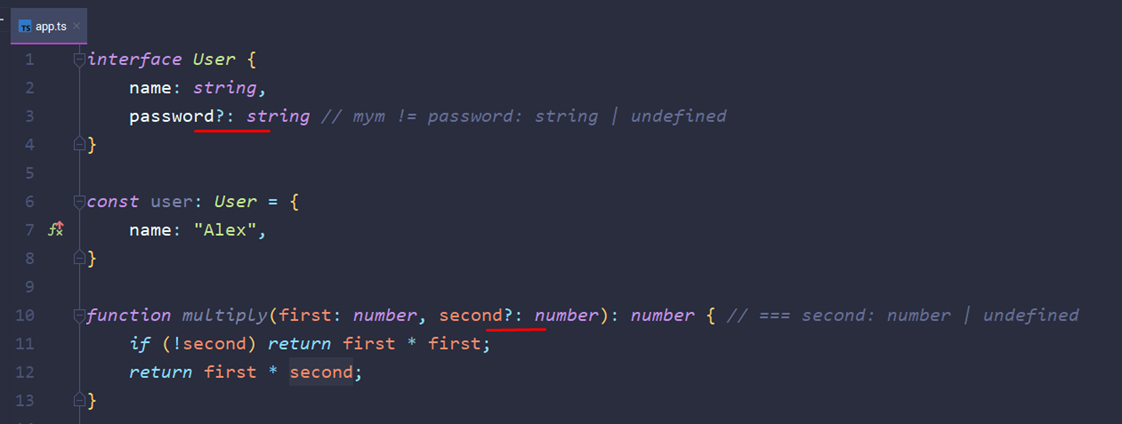 app.ts
1 interface User {
2 name: string,
3 password?: string // mym != password: string | undefined
4 }
5
6 const user: User = {
7 name: "Alex",
8 }
9
10 function multiply(first: number, second?: number): number { // === second: number | undefined
11 if (!second) return first * first;
12 return first * second;
13 }